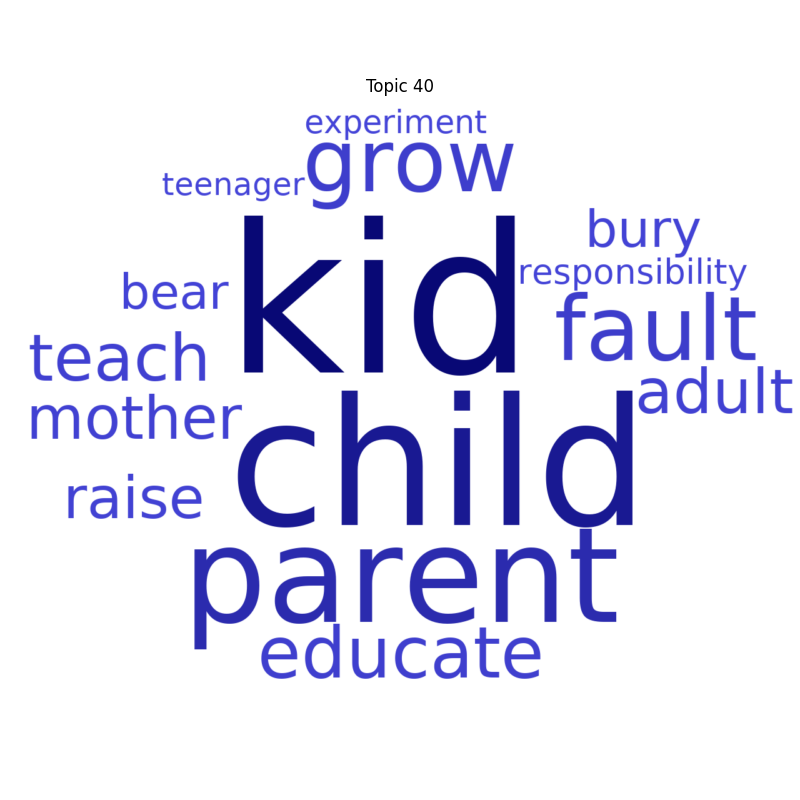 Topic 40
experiment
grow
teenager
kid
bury
responsibility
bear
fault
teach
adult
mother
child
raise
parent
educate